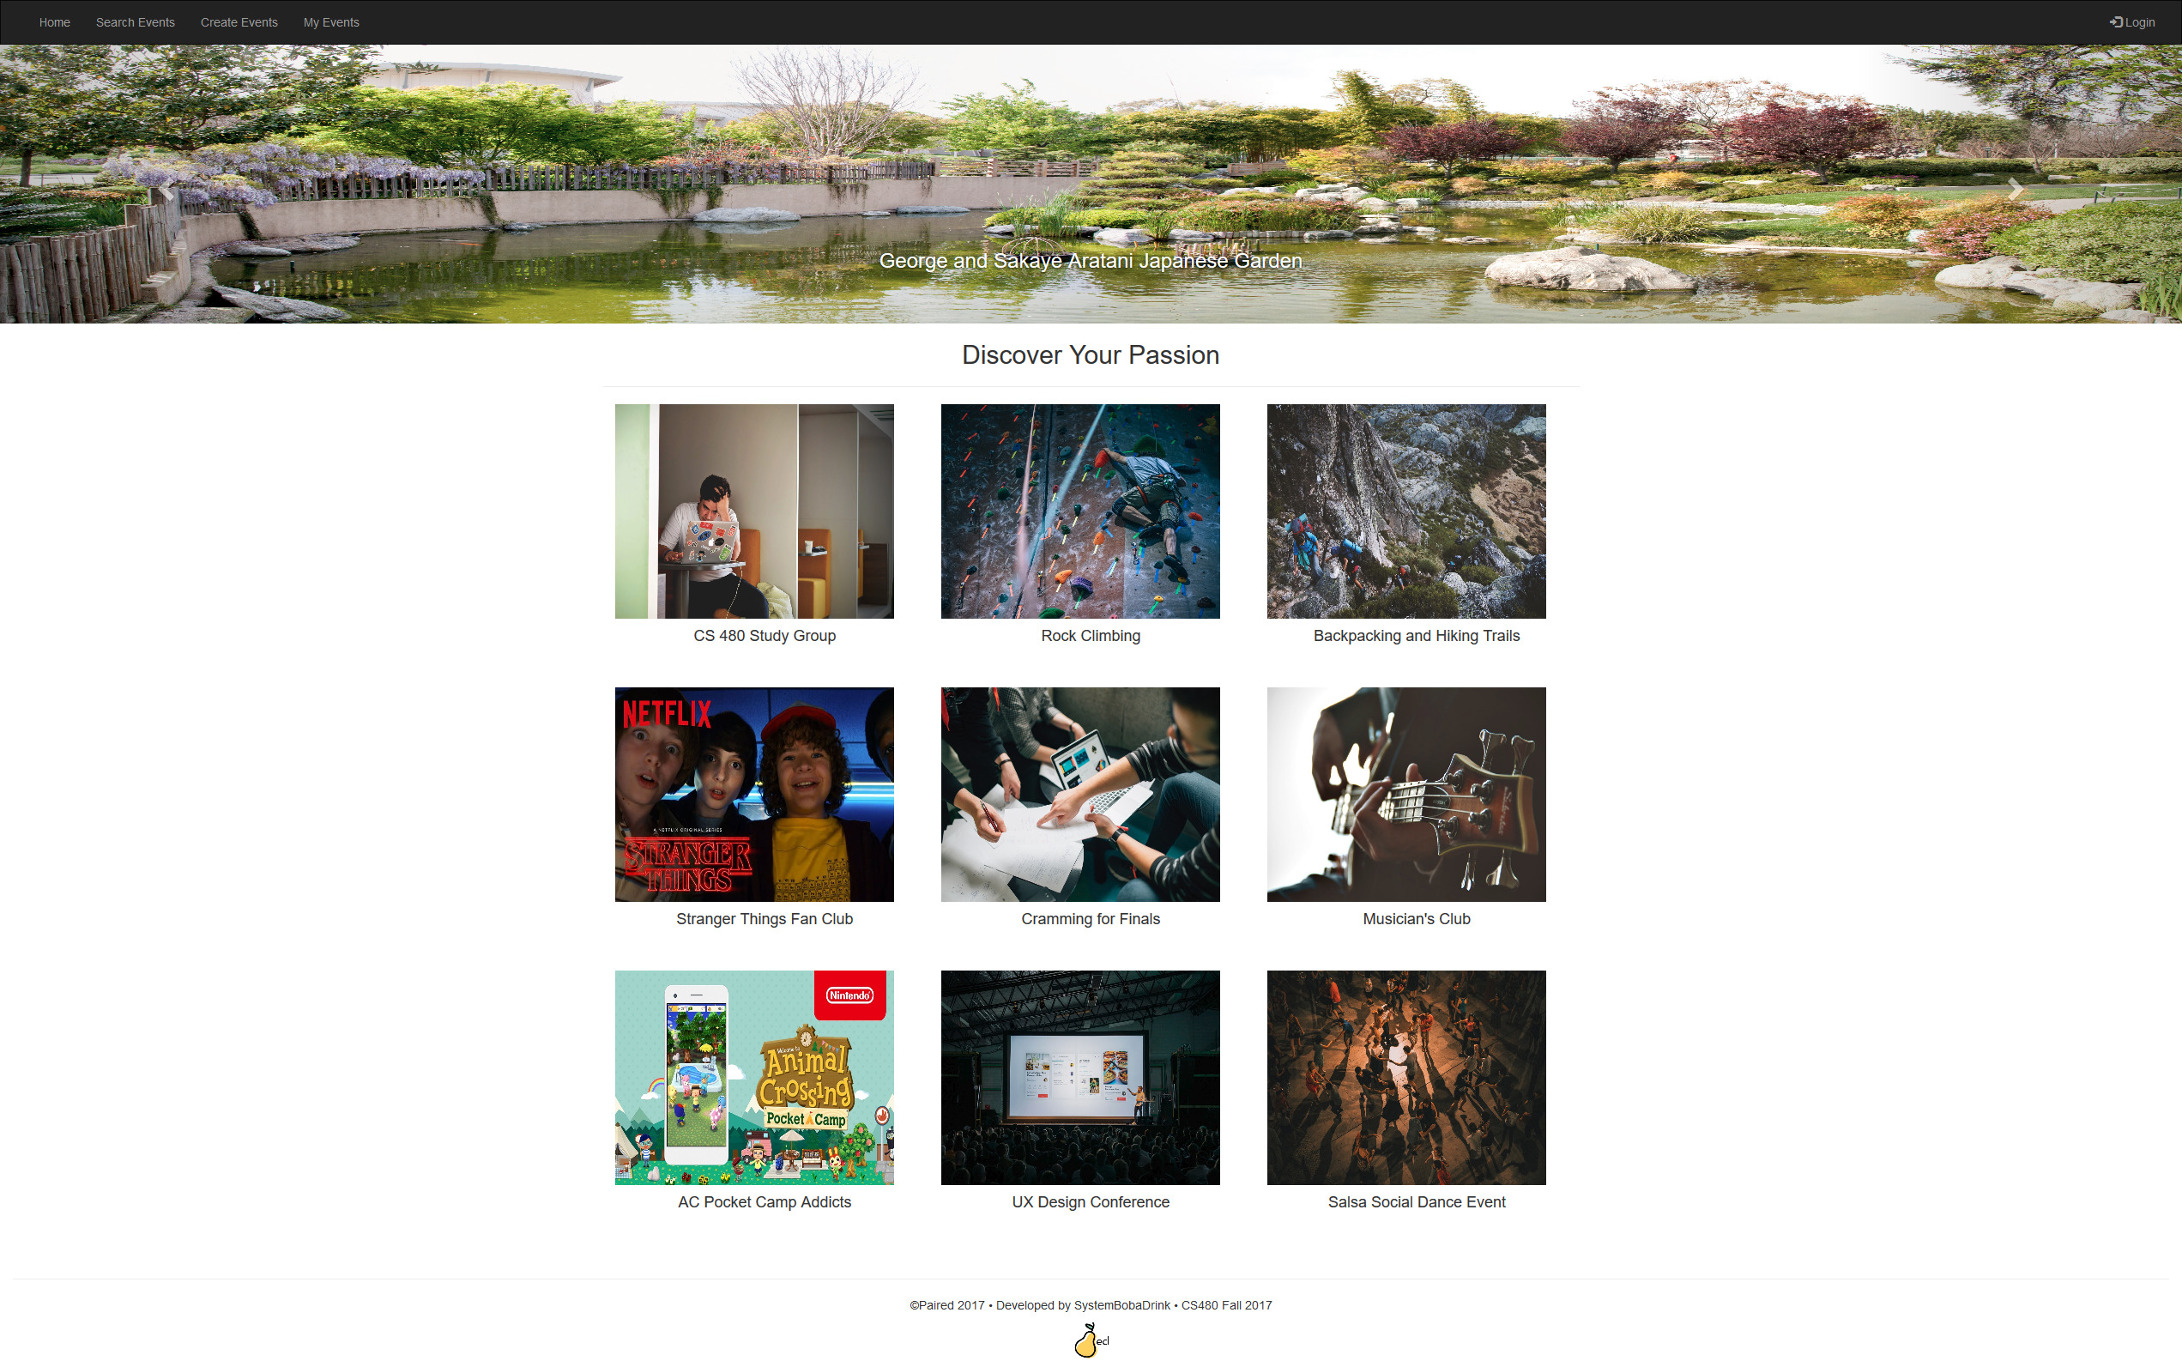 Home Search Events Create Events My Events Login
George and Sakaye Aratani Japanese Garden
Discover Your Passion
CS 480 Study Group
Rock Climbing
Backpacking and Hiking Trails
NETFLIX
A NETFLIX ORIGINAL SERIES
STRANGER
THINGS
Stranger Things Fan Club
Cramming for Finals
Musician's Club
Nintendo
Welcome to
Animal
Crossing
Pocket Camp
AC Pocket Camp Addicts
UX Design Conference
Salsa Social Dance Event
©Paired 2017 • Developed by SystemBobaDrink • CS480 Fall 2017